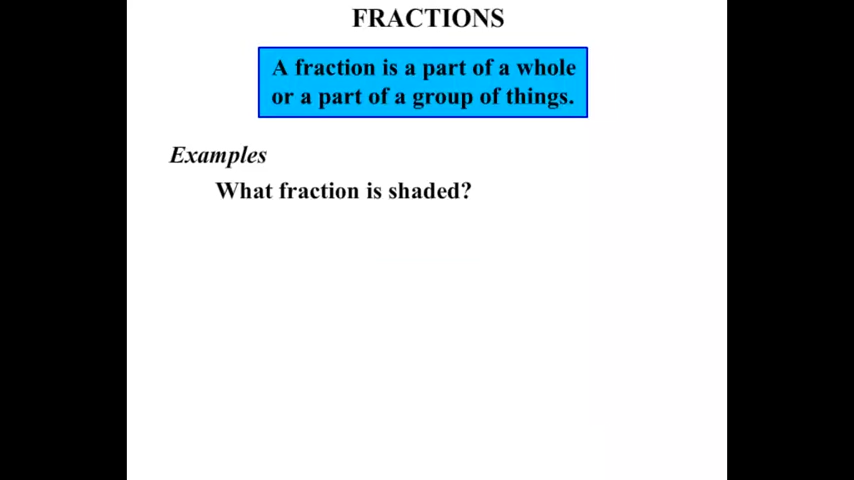 FRACTIONS
A fraction is a part of a whole
or a part of a group of things.
Examples
What fraction is shaded?